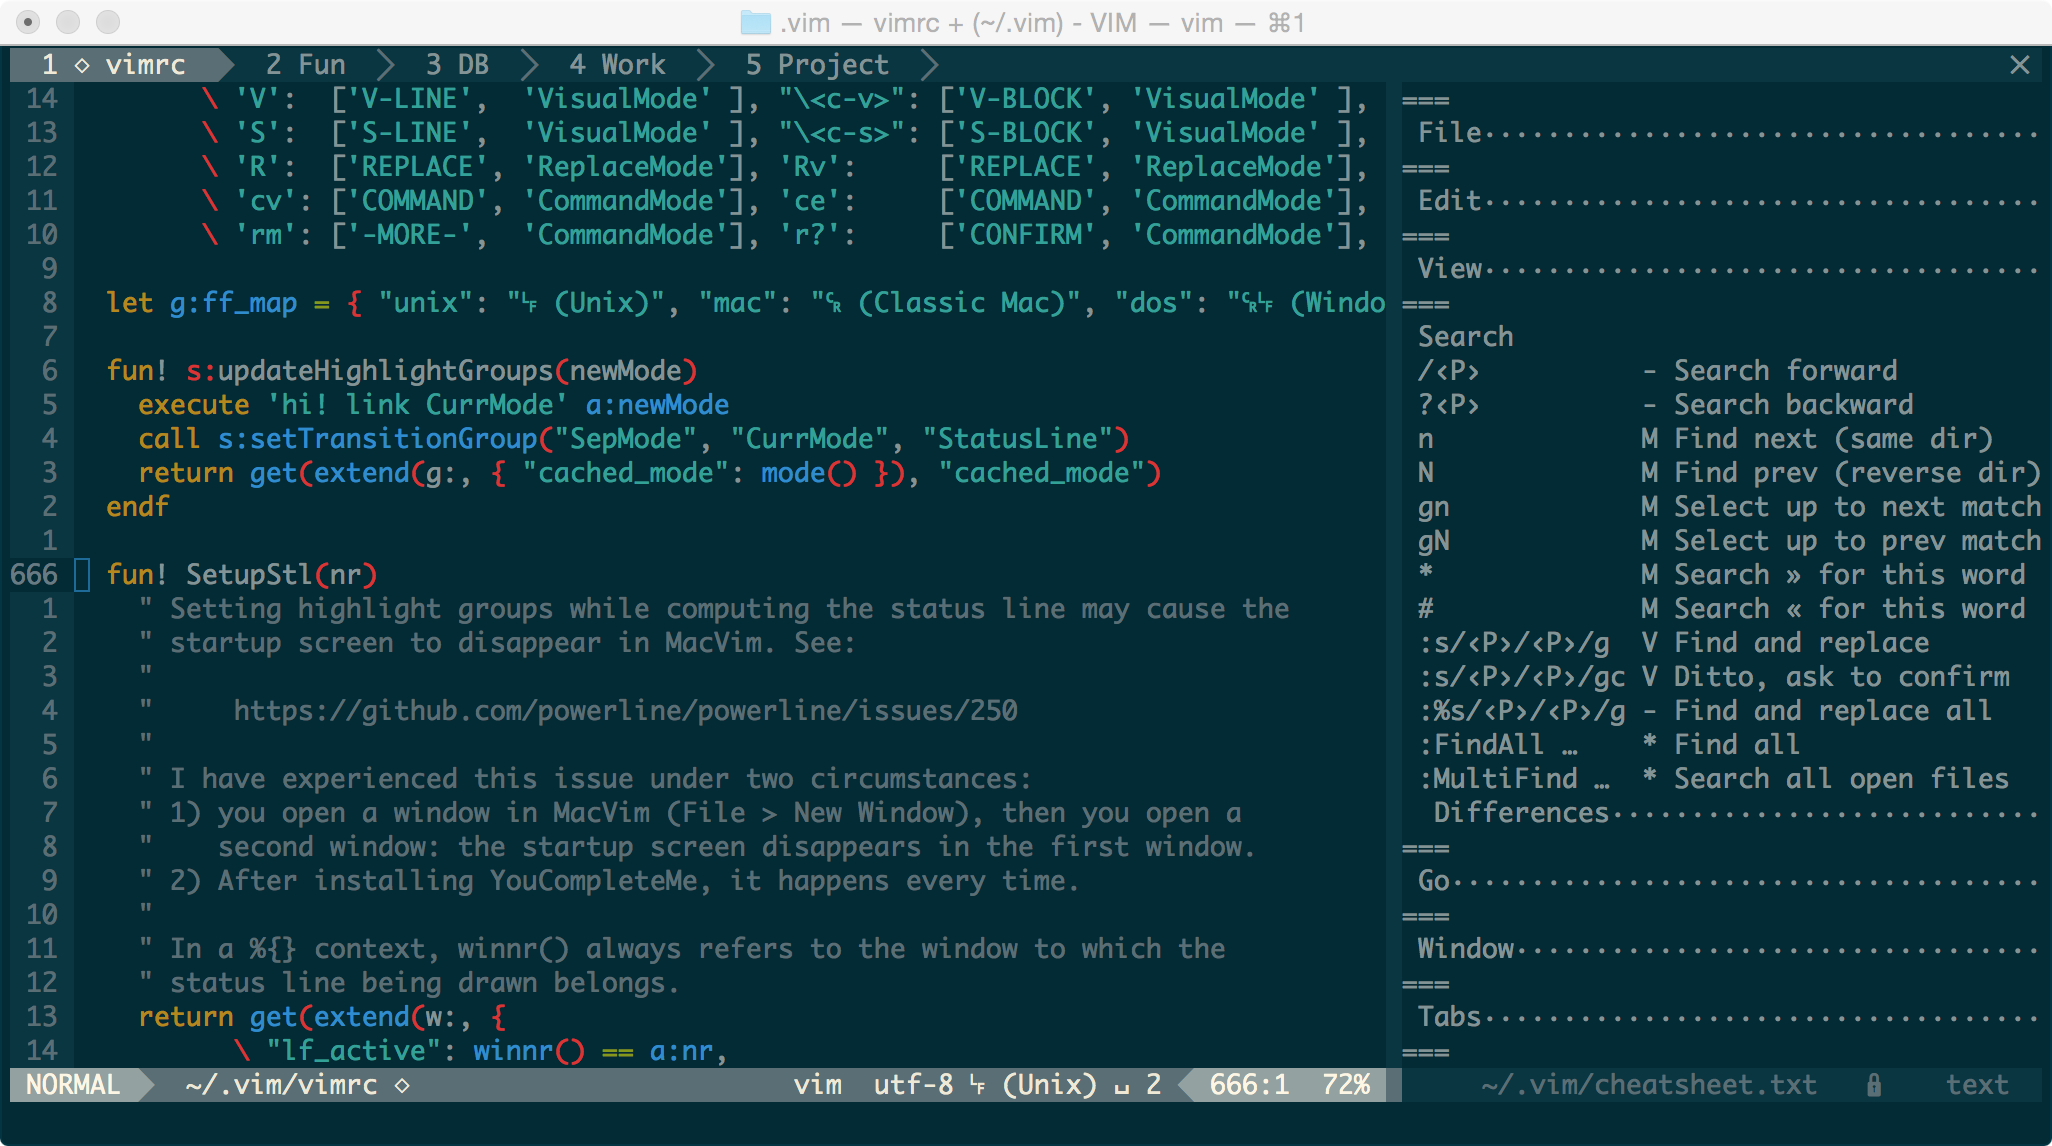 .vim — vimrc + (~/.vim) - VIM — vim — ⌘1
1 ◇ vimrc 2 Fun 3 DB 4 Work 5 Project ✕
14 \ 'V': ['V-LINE', 'VisualMode' ], "\<c-v>": ['V-BLOCK', 'VisualMode' ],
13 \ 'S': ['S-LINE', 'VisualMode' ], "\<c-s>": ['S-BLOCK', 'VisualMode' ],
12 \ 'R': ['REPLACE', 'ReplaceMode'], 'Rv': ['REPLACE', 'ReplaceMode'],
11 \ 'cv': ['COMMAND', 'CommandMode'], 'ce': ['COMMAND', 'CommandMode'],
10 \ 'rm': ['-MORE-', 'CommandMode'], 'r?': ['CONFIRM', 'CommandMode'],
9
8 let g:ff_map = { "unix": "␊ (Unix)", "mac": "␍ (Classic Mac)", "dos": "␍␊ (Windo
7
6 fun! s:updateHighlightGroups(newMode)
5 execute 'hi! link CurrMode' a:newMode
4 call s:setTransitionGroup("SepMode", "CurrMode", "StatusLine")
3 return get(extend(g:, { "cached_mode": mode() }), "cached_mode")
2 endf
1
666 fun! SetupStl(nr)
1 " Setting highlight groups while computing the status line may cause the
2 " startup screen to disappear in MacVim. See:
3 "
4 " https://github.com/powerline/powerline/issues/250
5 "
6 " I have experienced this issue under two circumstances:
7 " 1) you open a window in MacVim (File > New Window), then you open a
8 " second window: the startup screen disappears in the first window.
9 " 2) After installing YouCompleteMe, it happens every time.
10 "
11 " In a %{} context, winnr() always refers to the window to which the
12 " status line being drawn belongs.
13 return get(extend(w:, {
14 \ "lf_active": winnr() == a:nr,
NORMAL ~/.vim/vimrc ◇ vim utf-8 ␊ (Unix) ␣ 2 666:1 72%
===
File···································
===
Edit···································
===
View···································
===
Search
/‹P› - Search forward
?‹P› - Search backward
n M Find next (same dir)
N M Find prev (reverse dir)
gn M Select up to next match
gN M Select up to prev match
* M Search » for this word
# M Search « for this word
:s/‹P›/‹P›/g V Find and replace
:s/‹P›/‹P›/gc V Ditto, ask to confirm
:%s/‹P›/‹P›/g - Find and replace all
:FindAll … * Find all
:MultiFind … * Search all open files
Differences···························
===
Go·····································
===
Window·································
===
Tabs···································
===
~/.vim/cheatsheet.txt text